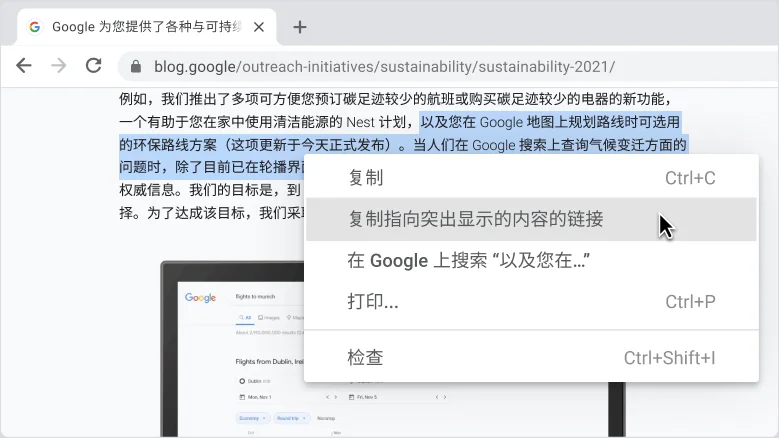 Google 为您提供了各种与可持续
blog.google/outreach-initiatives/sustainability/sustainability-2021/
例如，我们推出了多项可方便您预订碳足迹较少的航班或购买碳足迹较少的电器的新功能，
一个有助于您在家中使用清洁能源的 Nest 计划，以及您在 Google 地图上规划路线时可选用
的环保路线方案（这项更新于今天正式发布）。当人们在 Google 搜索上查询气候变迁方面的
问题时，除了目前已在轮播界
权威信息。我们的目标是，到
择。为了达成该目标，我们采
复制 Ctrl+C
复制指向突出显示的内容的链接
在 Google 上搜索 “以及您在...”
打印... Ctrl+P
检查 Ctrl+Shift+I
Google flights to munich
All Images Maps
Flights from Dublin, Ire
Dublin
Mon, Nov 1 Fri, Nov 5
Economy Round trip Nonstop